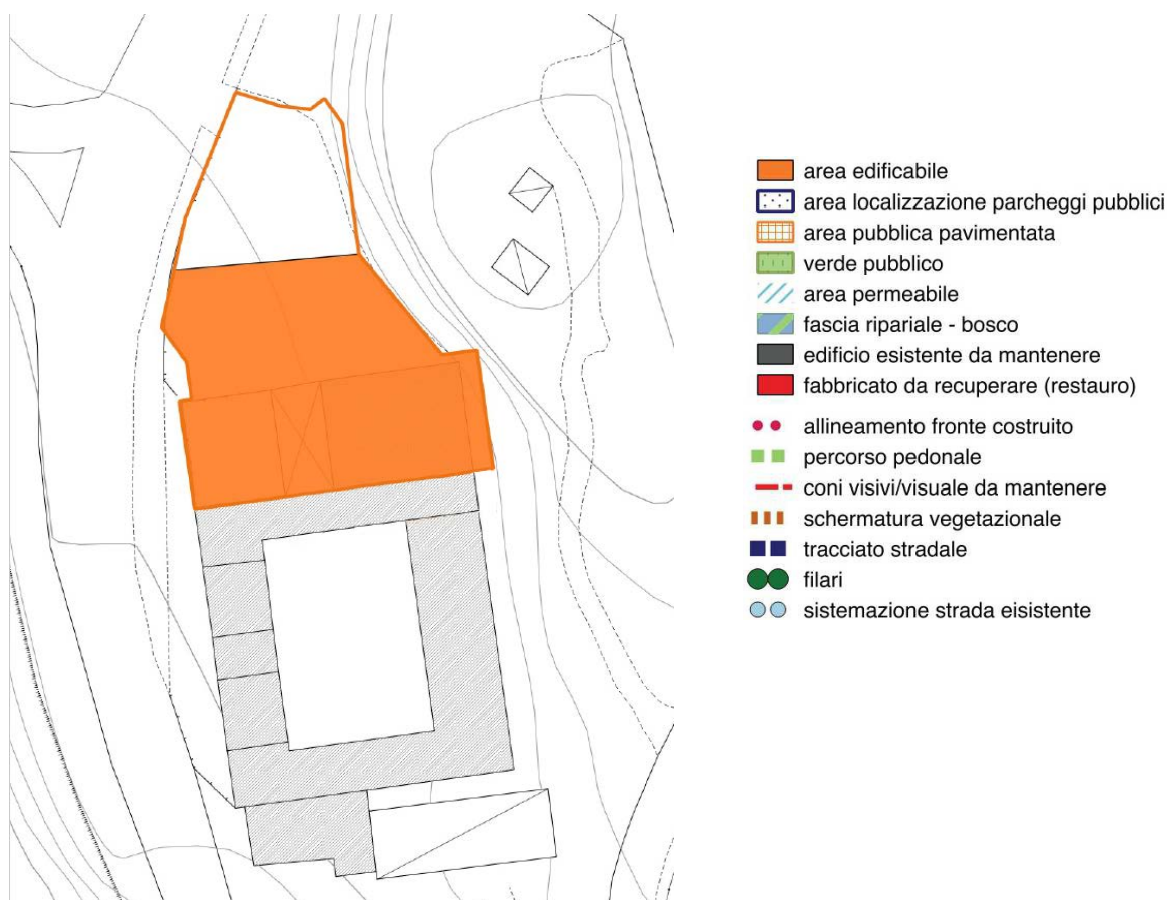 area edificabile
area localizzazione parcheggi pubblici
area pubblica pavimentata
verde pubblico
area permeabile
fascia ripariale - bosco
edificio esistente da mantenere
fabbricato da recuperare (restauro)
allineamento fronte costruito
percorso pedonale
coni visivi/visuale da mantenere
schermatura vegetazionale
tracciato stradale
filari
sistemazione strada eisistente